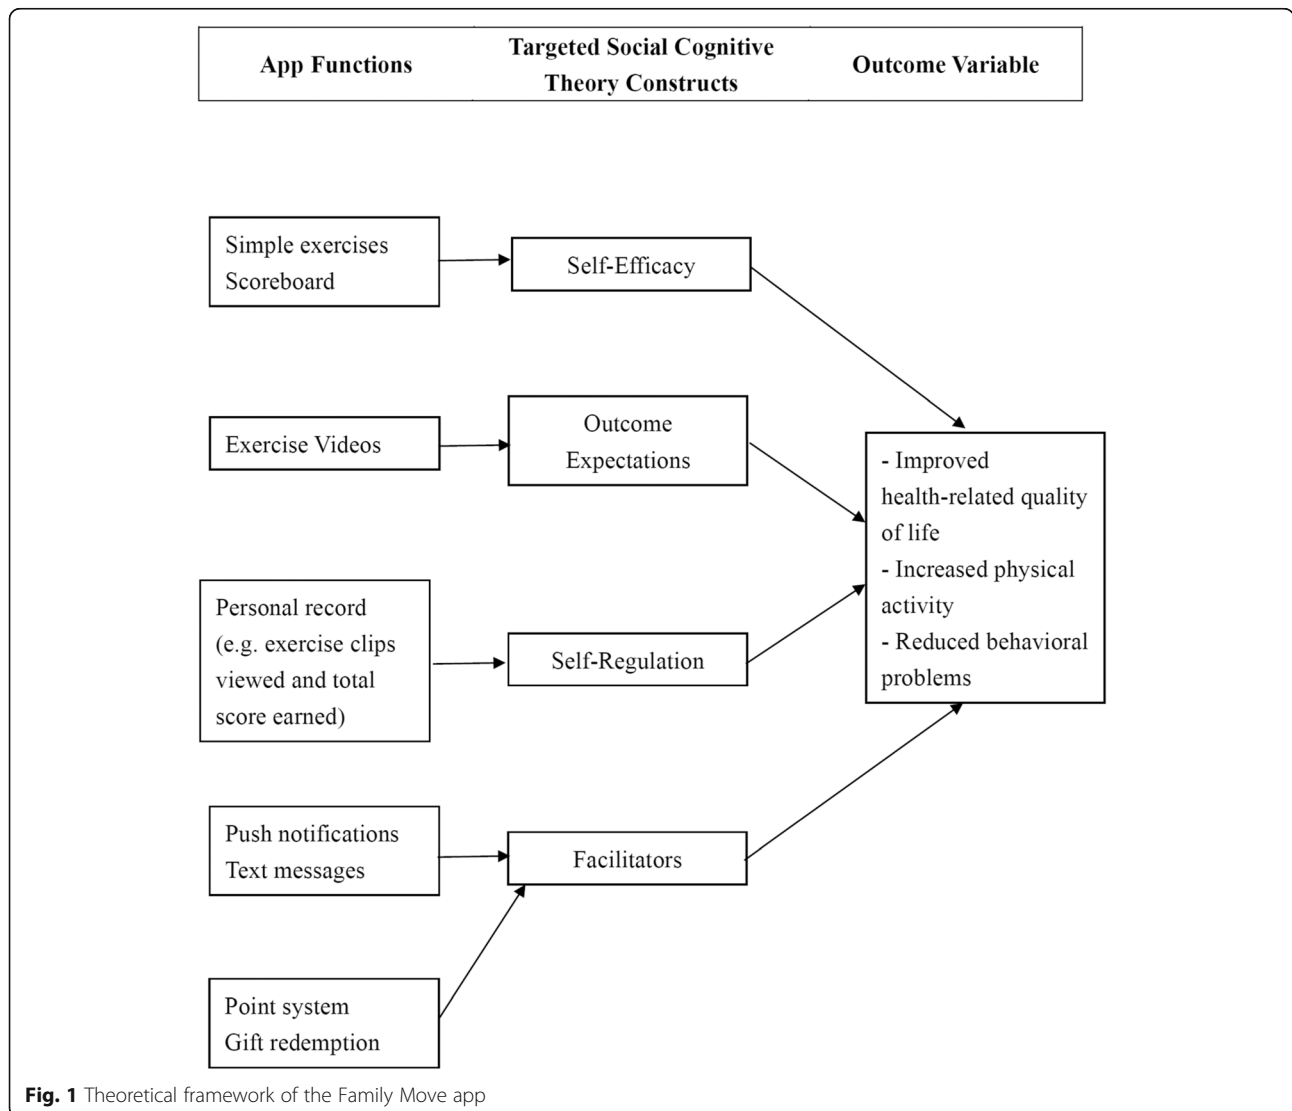 App Functions
Targeted Social Cognitive
Theory Constructs
Outcome Variable
Simple exercises
Scoreboard
Self-Efficacy
Exercise Videos
Outcome
Expectations
- Improved
health-related quality
of life
- Increased physical
activity
- Reduced behavioral
problems
Personal record
(e.g. exercise clips
viewed and total
score earned)
Self-Regulation
Push notifications
Text messages
Facilitators
Point system
Gift redemption
Fig. 1 Theoretical framework of the Family Move app